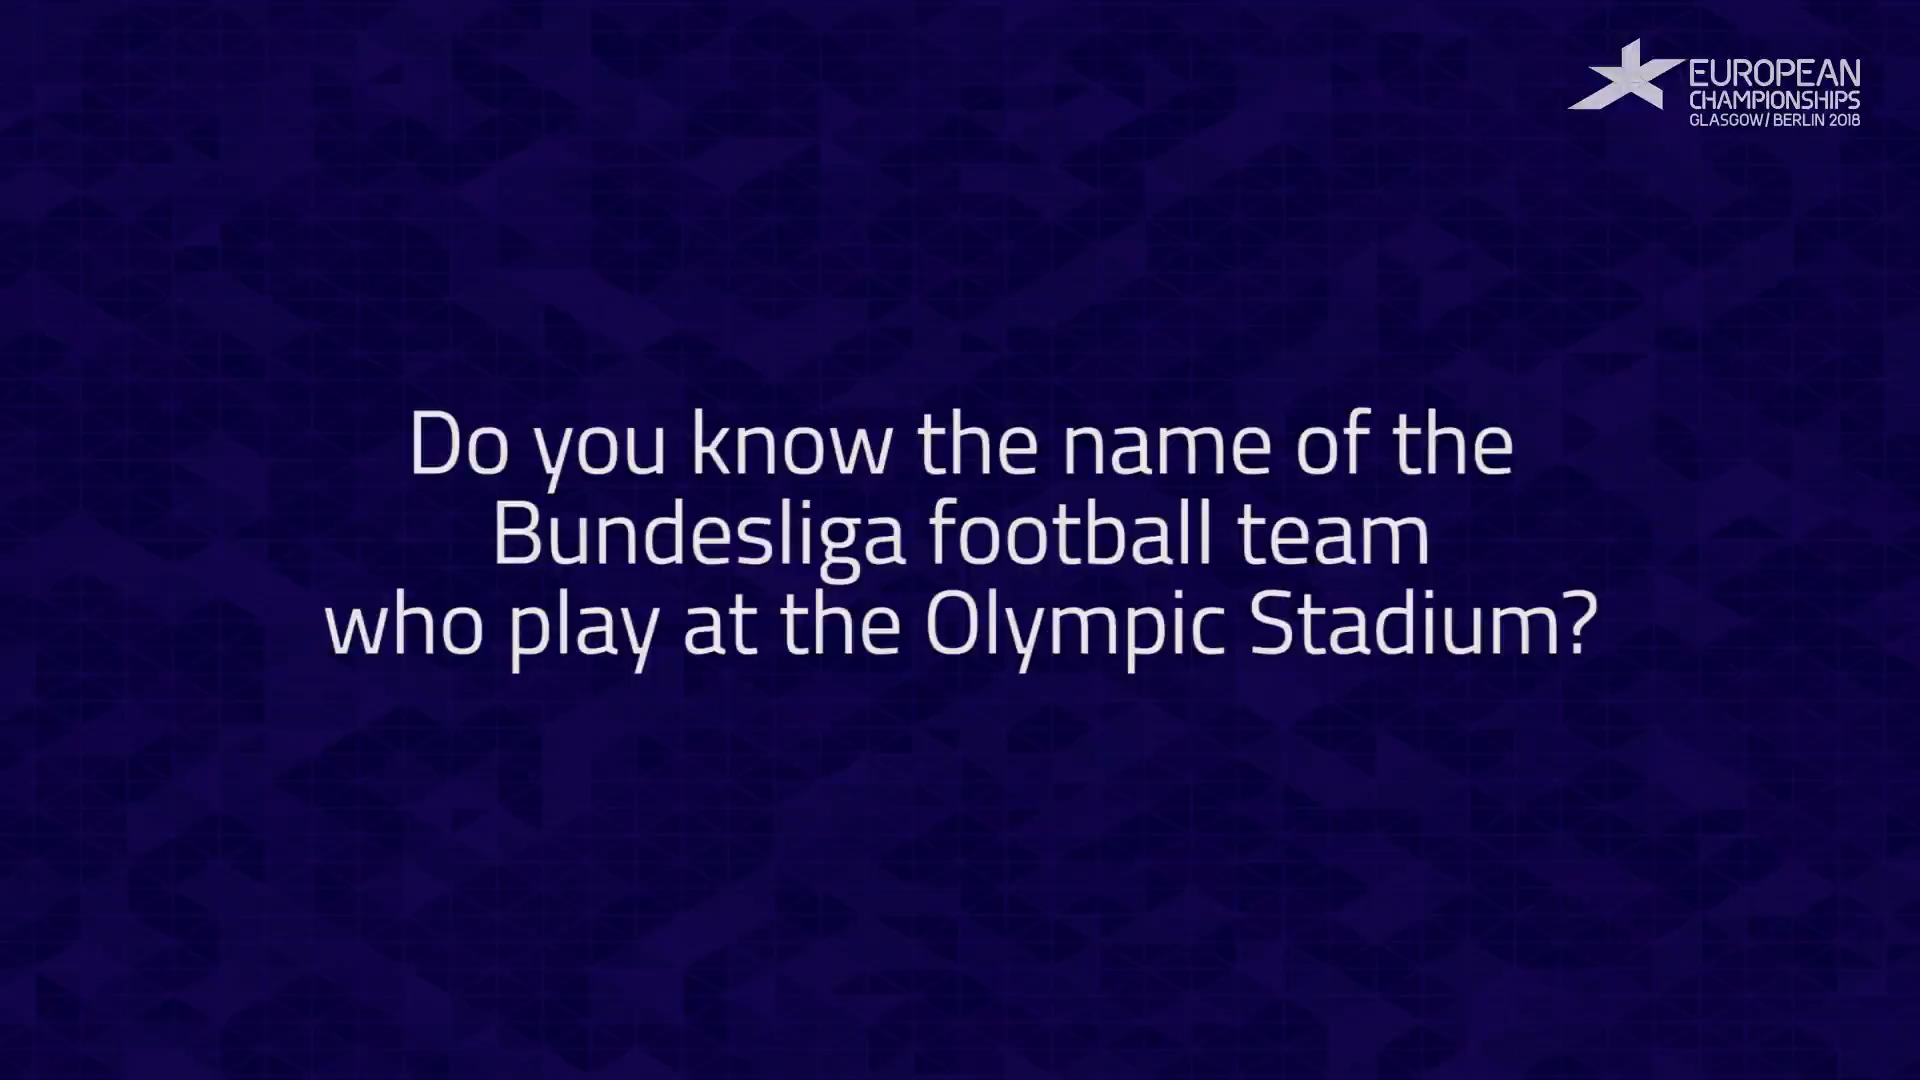 EUROPEAN
CHAMPIONSHIPS
GLASGOW/BERLIN 2018
Do you know the name of the
Bundesliga football team
who play at the Olympic Stadium?